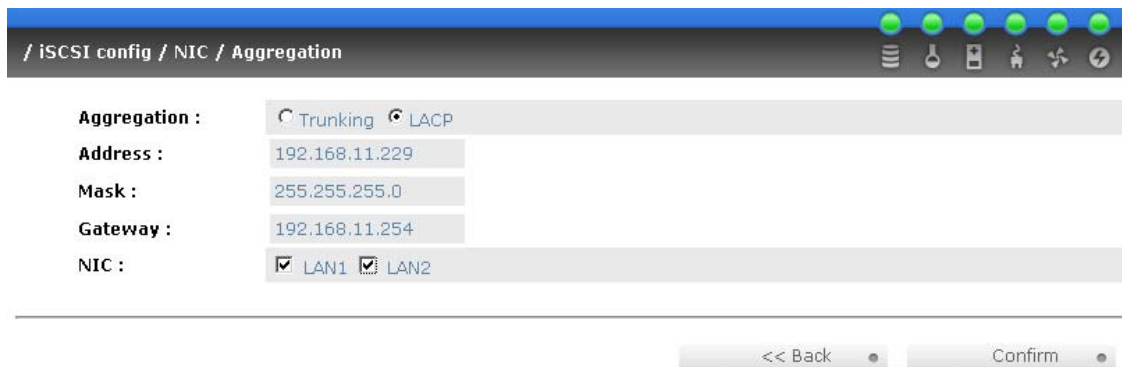 / iSCSI config / NIC / Aggregation
Aggregation : Trunking LACP
Address : 192.168.11.229
Mask : 255.255.255.0
Gateway : 192.168.11.254
NIC : LAN1 LAN2
<< Back Confirm